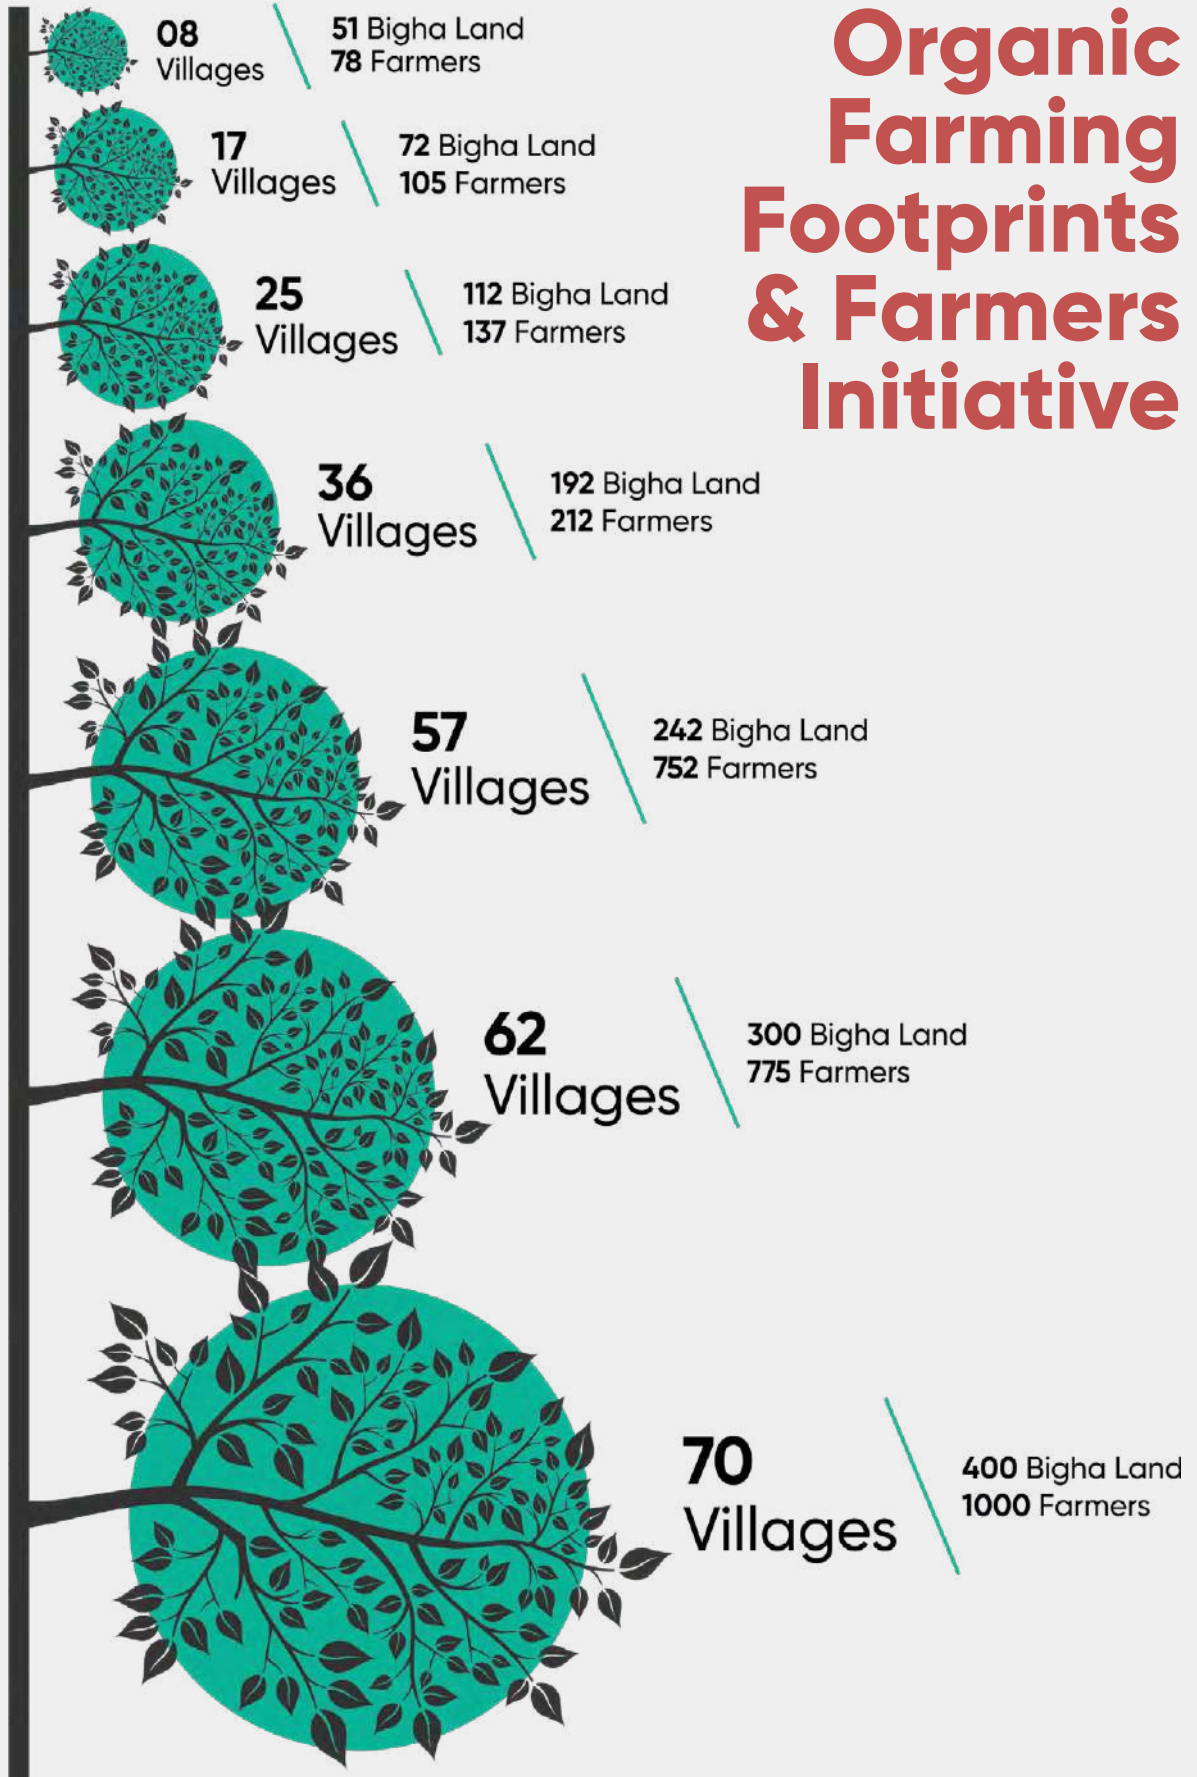 Organic
Farming
Footprints
& Farmers
Initiative
08
Villages
51 Bigha Land
78 Farmers
17
Villages
72 Bigha Land
105 Farmers
25
Villages
112 Bigha Land
137 Farmers
36
Villages
192 Bigha Land
212 Farmers
57
Villages
242 Bigha Land
752 Farmers
62
Villages
300 Bigha Land
775 Farmers
70
Villages
400 Bigha Land
1000 Farmers